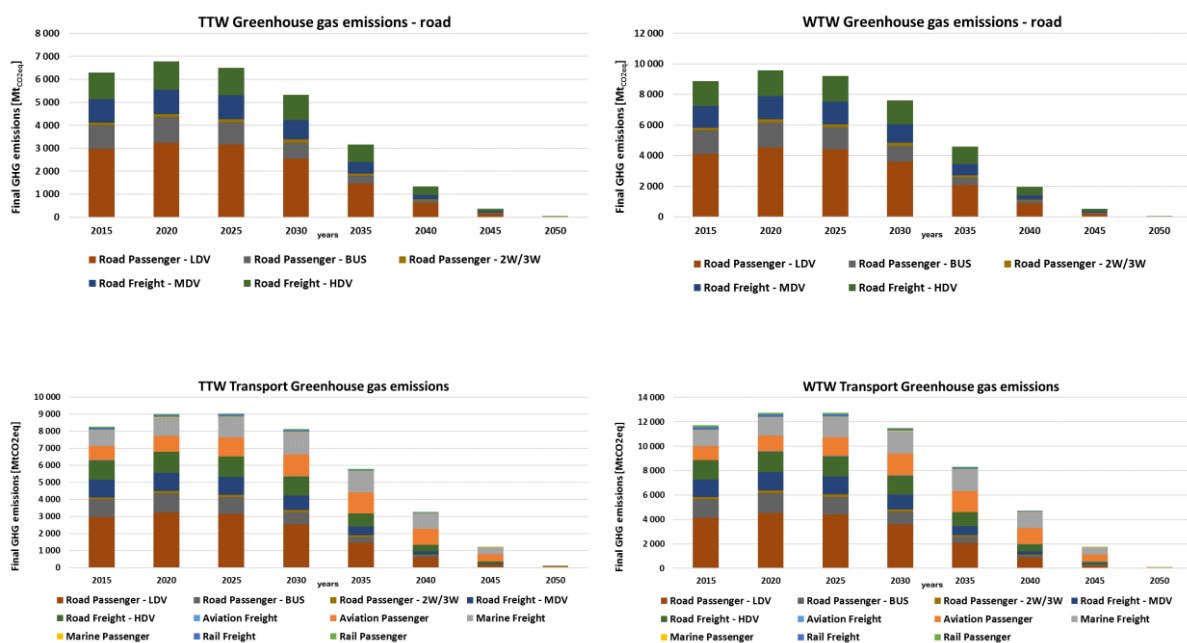 TTW Greenhouse gas emissions - road
Final GHG emissions [MtCO2eq]
8 000
7 000
6 000
5 000
4 000
3 000
2 000
1 000
0
2015 2020 2025 2030 years 2035 2040 2045 2050
Road Passenger - LDV Road Passenger - BUS Road Passenger - 2W/3W
Road Freight - MDV Road Freight - HDV
WTW Greenhouse gas emissions - road
Final GHG emissions [MtCO2eq]
12 000
10 000
8 000
6 000
4 000
2 000
0
2015 2020 2025 2030 years 2035 2040 2045 2050
Road Passenger - LDV Road Passenger - BUS Road Passenger - 2W/3W
Road Freight - MDV Road Freight - HDV
TTW Transport Greenhouse gas emissions
Final GHG emissions [MtCO2eq]
10 000
9 000
8 000
7 000
6 000
5 000
4 000
3 000
2 000
1 000
0
2015 2020 2025 2030 years 2035 2040 2045 2050
Road Passenger - LDV Road Passenger - BUS Road Passenger - 2W/3W Road Freight - MDV
Road Freight - HDV Aviation Freight Aviation Passenger Marine Freight
Marine Passenger Rail Freight Rail Passenger
WTW Transport Greenhouse gas emissions
Final GHG emissions [MtCO2eq]
14 000
12 000
10 000
8 000
6 000
4 000
2 000
0
2015 2020 2025 2030 years 2035 2040 2045 2050
Road Passenger - LDV Road Passenger - BUS Road Passenger - 2W/3W Road Freight - MDV
Road Freight - HDV Aviation Freight Aviation Passenger Marine Freight
Marine Passenger Rail Freight Rail Passenger